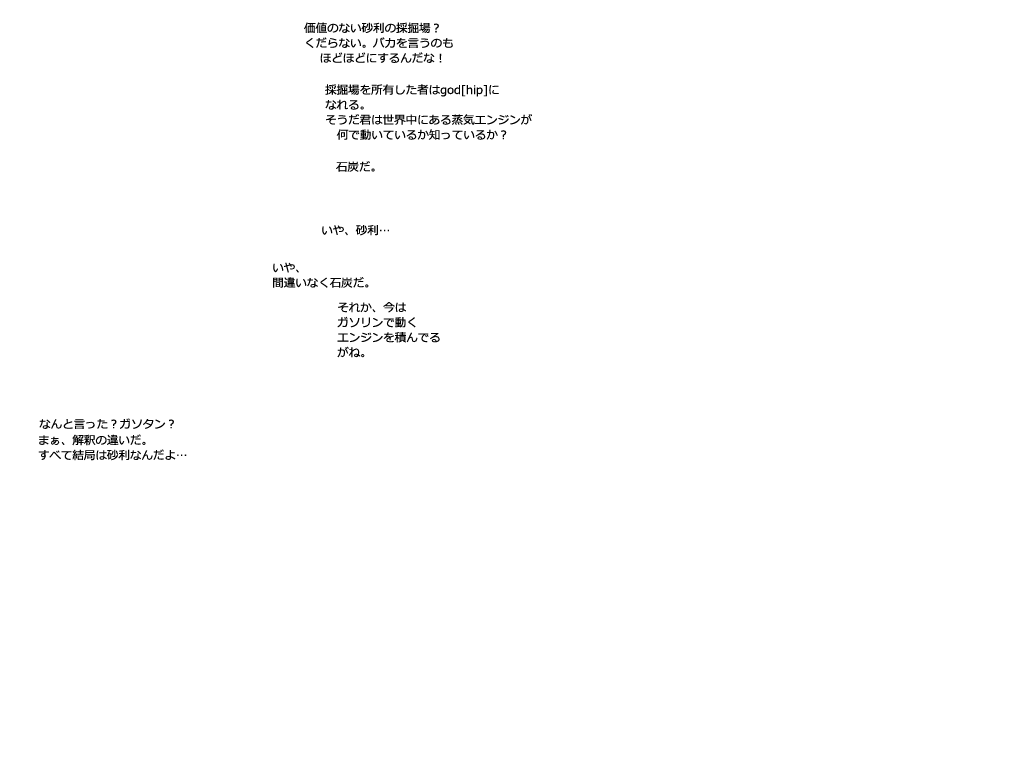 価値のない砂利の採掘場？
くだらない。バカを言うのも
ほどほどにするんだな！
採掘場を所有した者はgod[hip]に
なれる。
そうだ君は世界中にある蒸気エンジンが
何で動いているか知っているか？
石炭だ。
いや、砂利…
いや、
間違いなく石炭だ。
それか、今は
ガソリンで動く
エンジンを積んでる
がね。
なんと言った？ガソタン？
まぁ、解釈の違いだ。
すべて結局は砂利なんだよ…